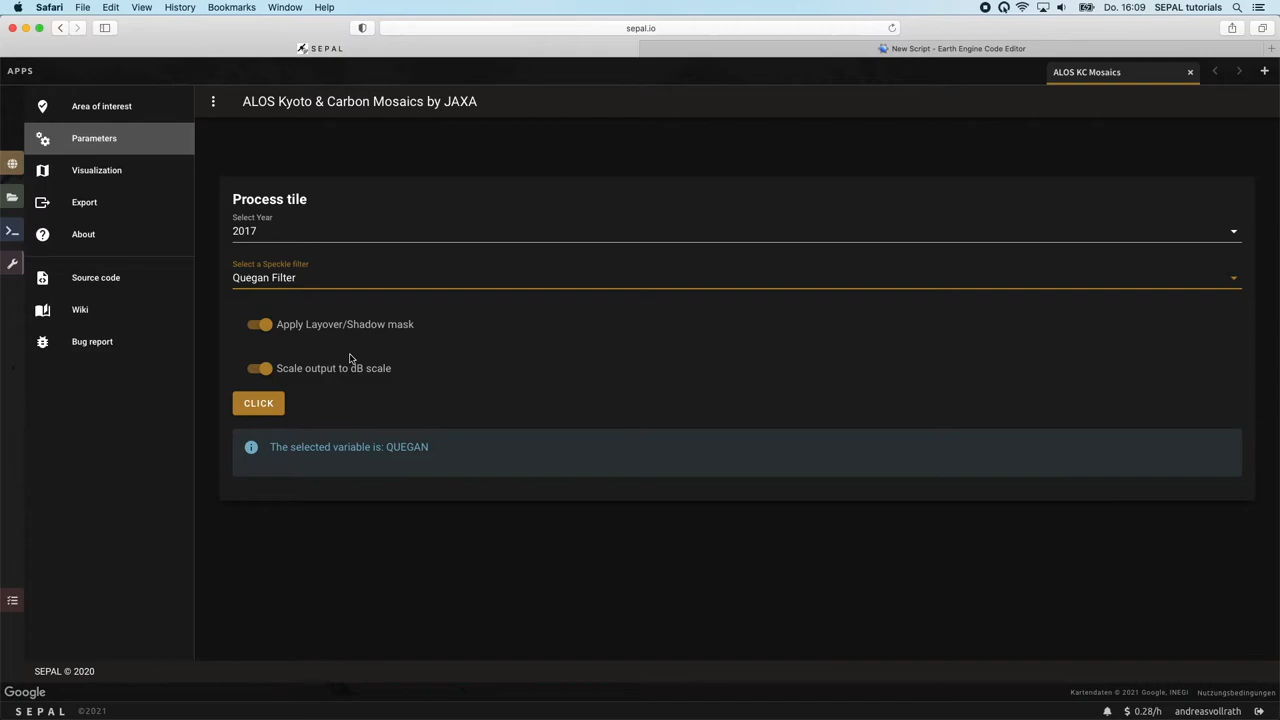 Safari File Edit View History Bookmarks Window Help Do. 16:09 SEPAL tutorials
sepal.io
SEPAL New Script - Earth Engine Code Editor
APPS ALOS KC Mosaics
Area of interest
ALOS Kyoto & Carbon Mosaics by JAXA
Parameters
Visualization
Export
About
Source code
Wiki
Bug report
Process tile
Select Year
2017
Select a Speckle filter
Quegan Filter
Apply Layover/Shadow mask
Scale output to dB scale
CLICK
The selected variable is: QUEGAN
SEPAL © 2020
Google Kartendaten © 2021 Google, INEGI Nutzungsbedingungen
SEPAL ©2021 $ 0.28/h andreasvollrath